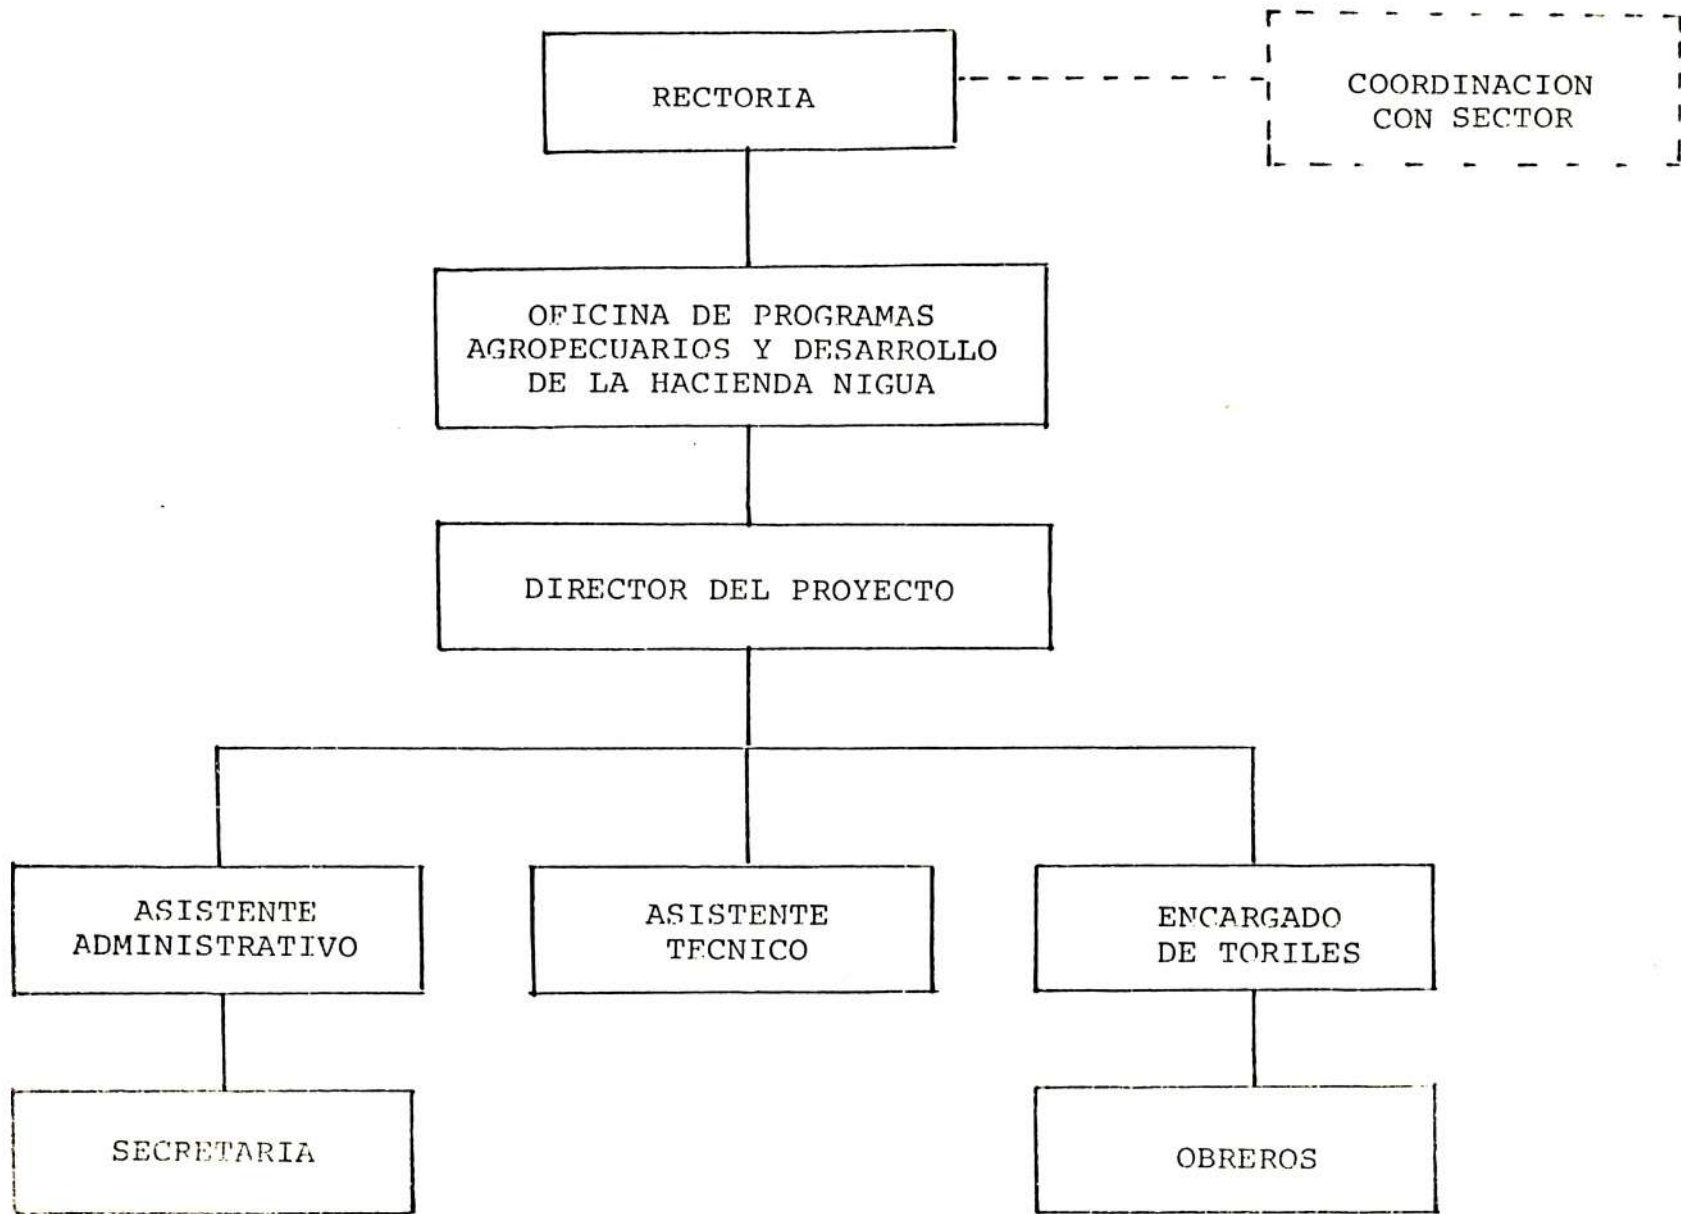 RECTORIA
COORDINACION
CON SECTOR
OFICINA DE PROGRAMAS
AGROPECUARIOS Y DESARROLLO
DE LA HACIENDA NIGUA
DIRECTOR DEL PROYECTO
ASISTENTE
ADMINISTRATIVO
ASISTENTE
TECNICO
ENCARGADO
DE TORILES
SECRETARIA
OBREROS